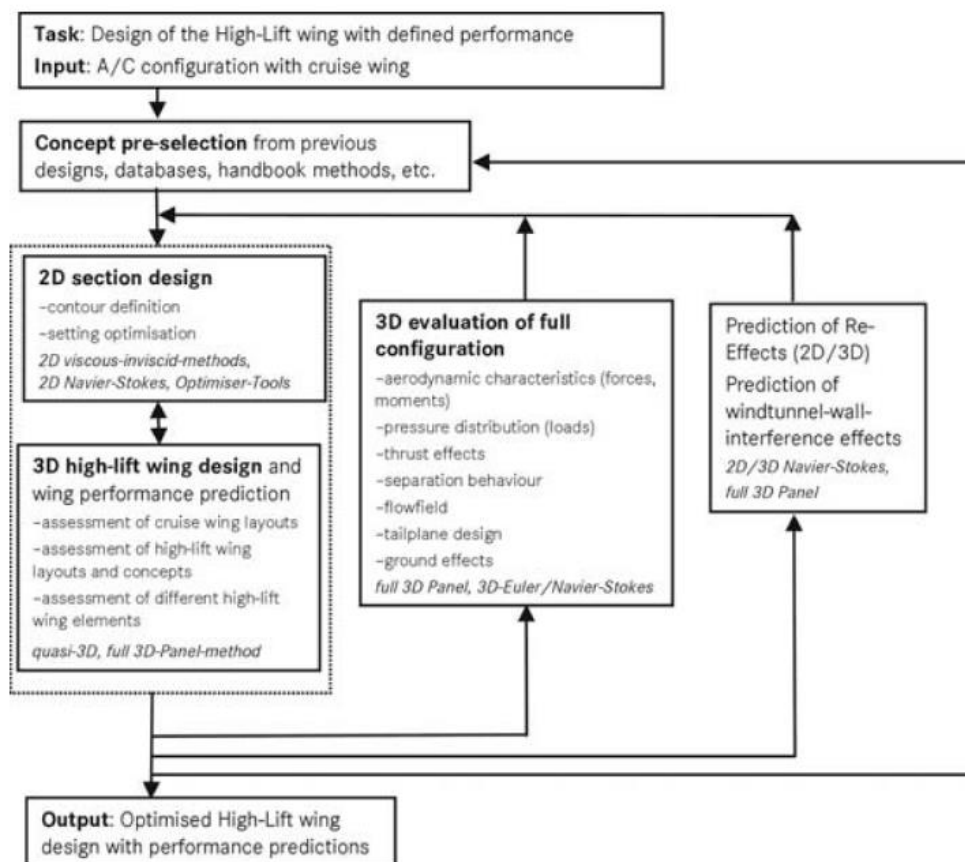 Task: Design of the High-Lift wing with defined performance
Input: A/C configuration with cruise wing
Concept pre-selection from previous
designs, databases, handbook methods, etc.
2D section design
-contour definition
-setting optimisation
2D viscous-inviscid-methods,
2D Navier-Stokes, Optimiser-Tools
3D high-lift wing design and
wing performance prediction
-assessment of cruise wing layouts
-assessment of high-lift wing
layouts and concepts
-assessment of different high-lift
wing elements
quasi-3D, full 3D-Panel-method
3D evaluation of full
configuration
-aerodynamic characteristics (forces,
moments)
-pressure distribution (loads)
-thrust effects
-separation behaviour
-flowfield
-tailplane design
-ground effects
full 3D Panel, 3D-Euler/Navier-Stokes
Prediction of Re-
Effects (2D/3D)
Prediction of
windtunnel-wall-
interference effects
2D/3D Navier-Stokes,
full 3D Panel
Output: Optimised High-Lift wing
design with performance predictions